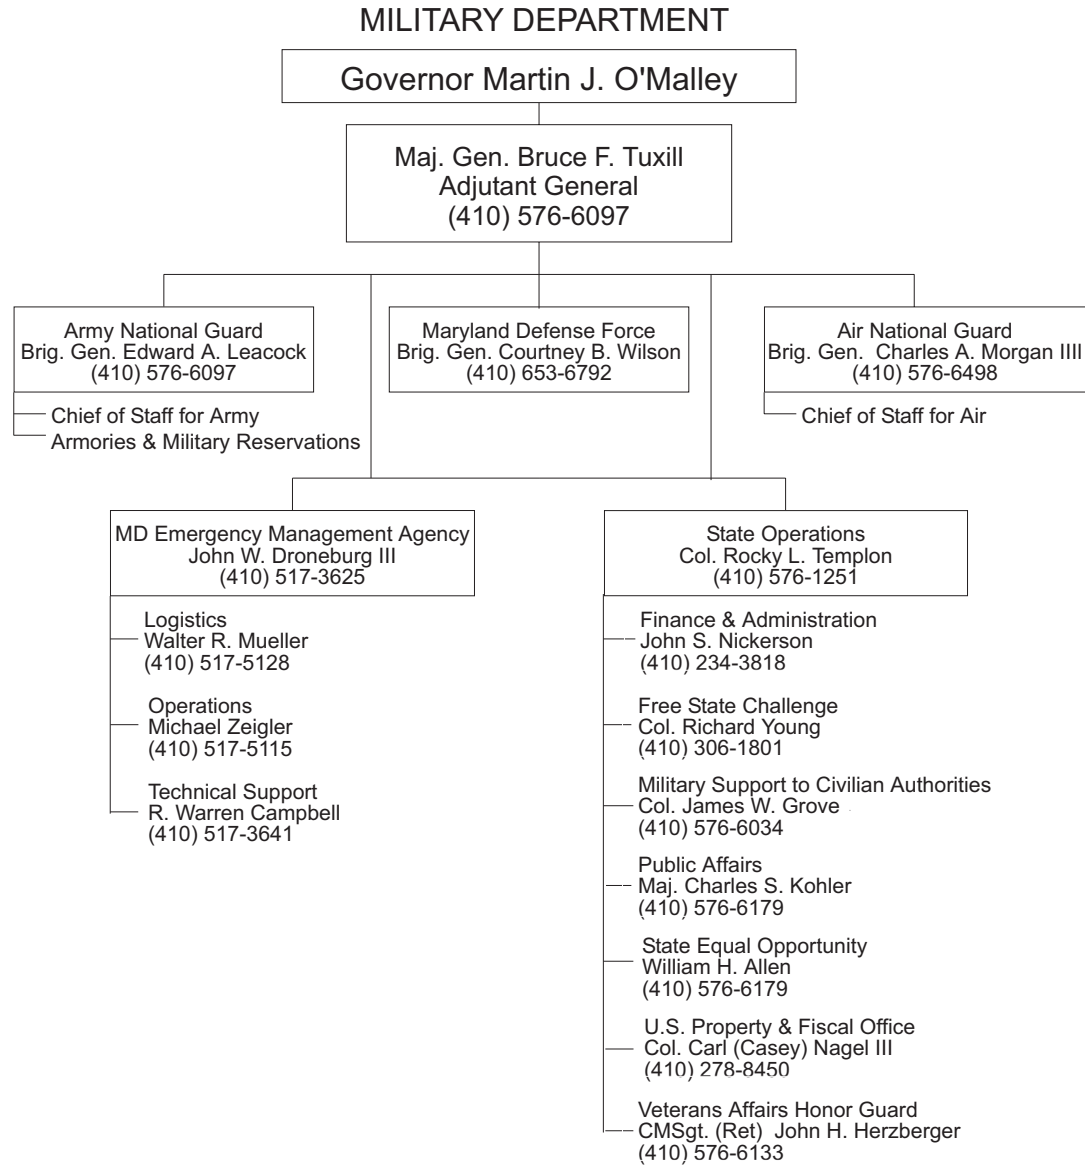 MILITARY DEPARTMENT
Governor Martin J. O'Malley
Maj. Gen. Bruce F. Tuxill
Adjutant General
(410) 576-6097
Army National Guard
Brig. Gen. Edward A. Leacock
(410) 576-6097
Chief of Staff for Army
Armories & Military Reservations
Maryland Defense Force
Brig. Gen. Courtney B. Wilson
(410) 653-6792
Air National Guard
Brig. Gen. Charles A. Morgan IIII
(410) 576-6498
Chief of Staff for Air
MD Emergency Management Agency
John W. Droneburg III
(410) 517-3625
Logistics
Walter R. Mueller
(410) 517-5128
Operations
Michael Zeigler
(410) 517-5115
Technical Support
R. Warren Campbell
(410) 517-3641
State Operations
Col. Rocky L. Templon
(410) 576-1251
Finance & Administration
John S. Nickerson
(410) 234-3818
Free State Challenge
Col. Richard Young
(410) 306-1801
Military Support to Civilian Authorities
Col. James W. Grove
(410) 576-6034
Public Affairs
Maj. Charles S. Kohler
(410) 576-6179
State Equal Opportunity
William H. Allen
(410) 576-6179
U.S. Property & Fiscal Office
Col. Carl (Casey) Nagel III
(410) 278-8450
Veterans Affairs Honor Guard
CMSgt. (Ret) John H. Herzberger
(410) 576-6133